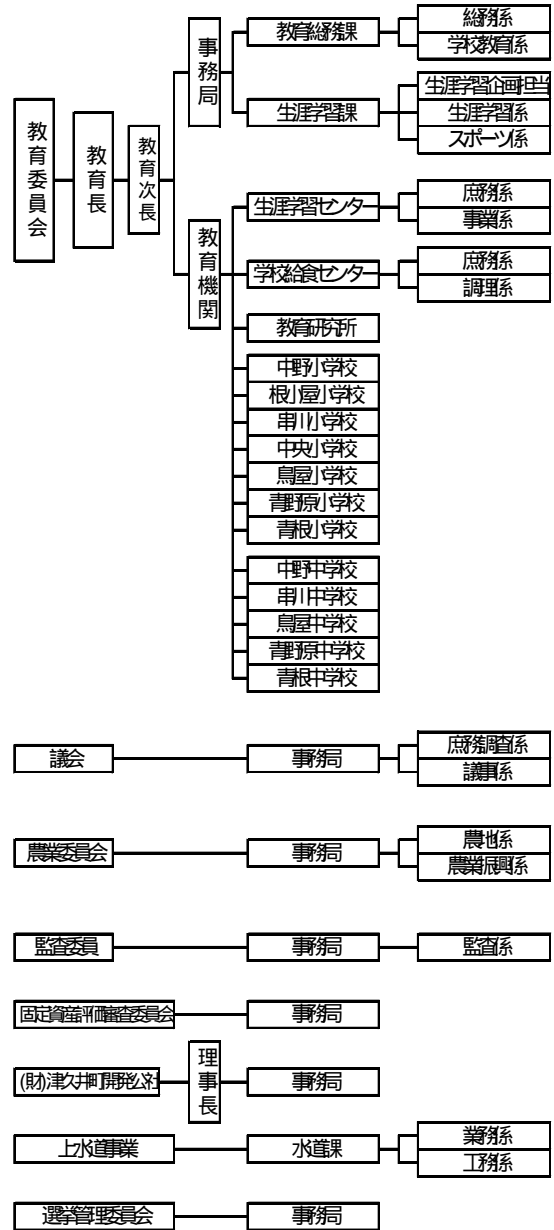 教育委員会
教育長
教育次長
事務局
教育総務課
総務係
学校教育係
生涯学習課
生涯学習企画担当
生涯学習係
スポーツ係
教育機関
生涯学習センター
庶務係
事業係
学校給食センター
庶務係
調理係
教育研究所
中野小学校
根小屋小学校
串川小学校
中央小学校
鳥屋小学校
青野原小学校
青根小学校
中野中学校
串川中学校
鳥屋中学校
青野原中学校
青根中学校
議会
事務局
庶務調査係
議事係
農業委員会
事務局
農地係
農業振興係
監査委員
事務局
監査係
固定資産評価審査委員会
事務局
(財)津久井町開発公社
理事長
事務局
上水道事業
水道課
業務係
工務係
選挙管理委員会
事務局